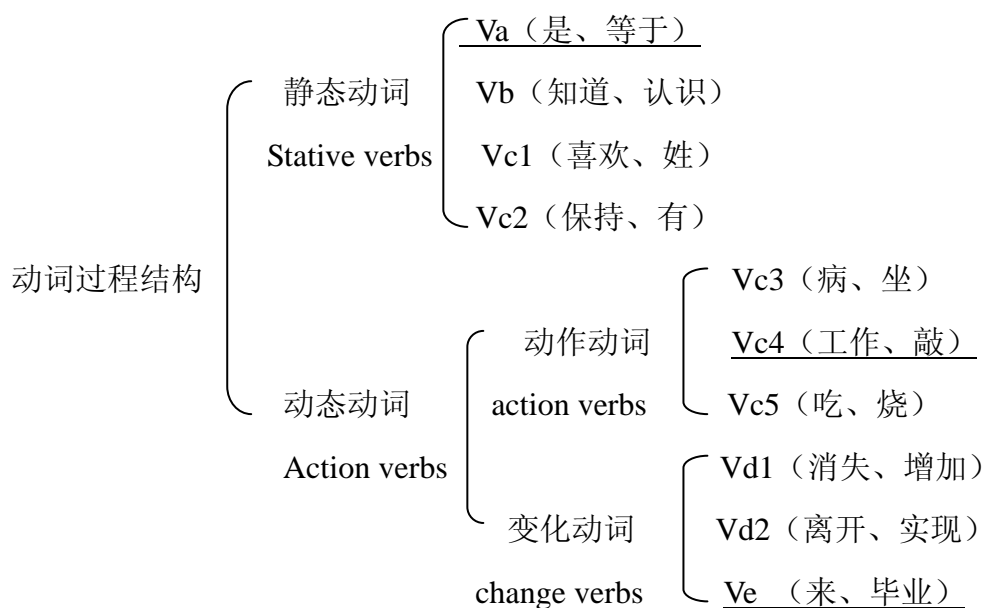 Va（是、等于）
静态动词
Vb（知道、认识）
Stative verbs
Vc1（喜欢、姓）
Vc2（保持、有）
动词过程结构
Vc3（病、坐）
动作动词
Vc4（工作、敲）
动态动词
action verbs
Vc5（吃、烧）
Action verbs
Vd1（消失、增加）
变化动词
Vd2（离开、实现）
change verbs
Ve （来、毕业）